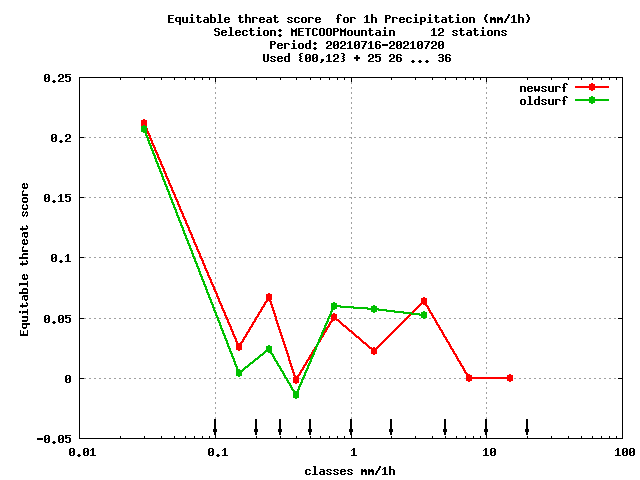 Equitable threat score  for 1h Precipitation (mm/1h)
Selection: METCOOPMountain     12 stations
Period: 20210716-20210720
Used {00,12} + 25 26 ... 36
newsurf
oldsurf
Equitable threat score
0.25
0.2
0.15
0.1
0.05
0
-0.05
0.01
0.1
1
10
100
classes mm/1h